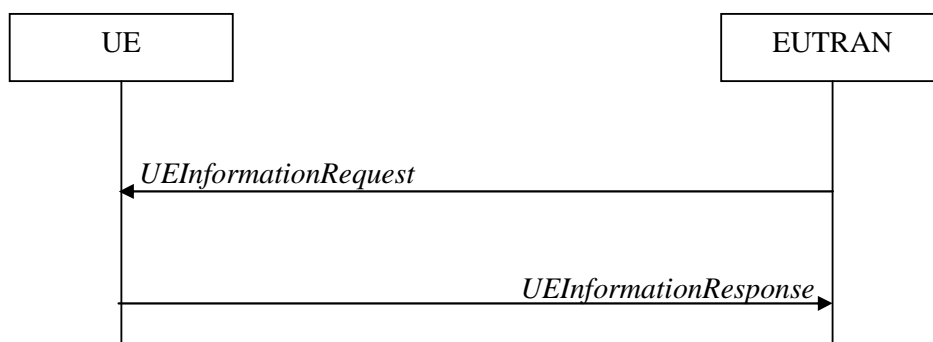 UE
EUTRAN
UEInformationRequest
UEInformationResponse